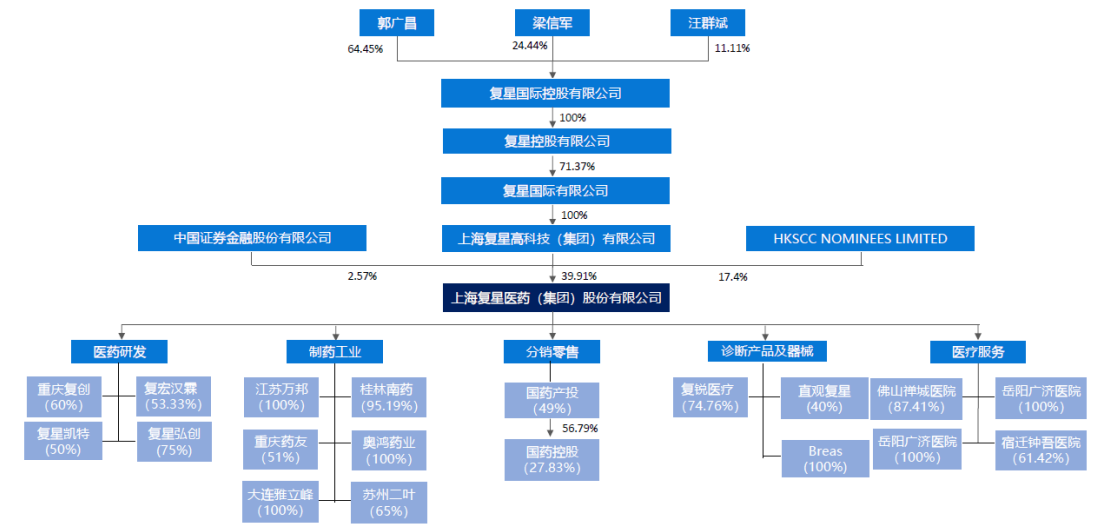 郭广昌
梁信军
汪群斌
64.45%
24.44%
11.11%
复星国际控股有限公司
100%
复星控股有限公司
71.37%
复星国际有限公司
100%
中国证券金融股份有限公司
上海复星高科技（集团）有限公司
HKSCC NOMINEES LIMITED
2.57%
39.91%
17.4%
上海复星医药（集团）股份有限公司
医药研发
制药工业
分销零售
诊断产品及器械
医疗服务
重庆复创
(60%)
复宏汉霖
(53.33%)
复星凯特
(50%)
复星弘创
(75%)
江苏万邦
(100%)
桂林南药
(95.19%)
重庆药友
(51%)
奥鸿药业
(100%)
大连雅立峰
(100%)
苏州二叶
(65%)
国药产投
(49%)
56.79%
国药控股
(27.83%)
复锐医疗
(74.76%)
直观复星
(40%)
Breas
(100%)
佛山禅城医院
(87.41%)
岳阳广济医院
(100%)
岳阳广济医院
(100%)
宿迁钟吾医院
(61.42%)